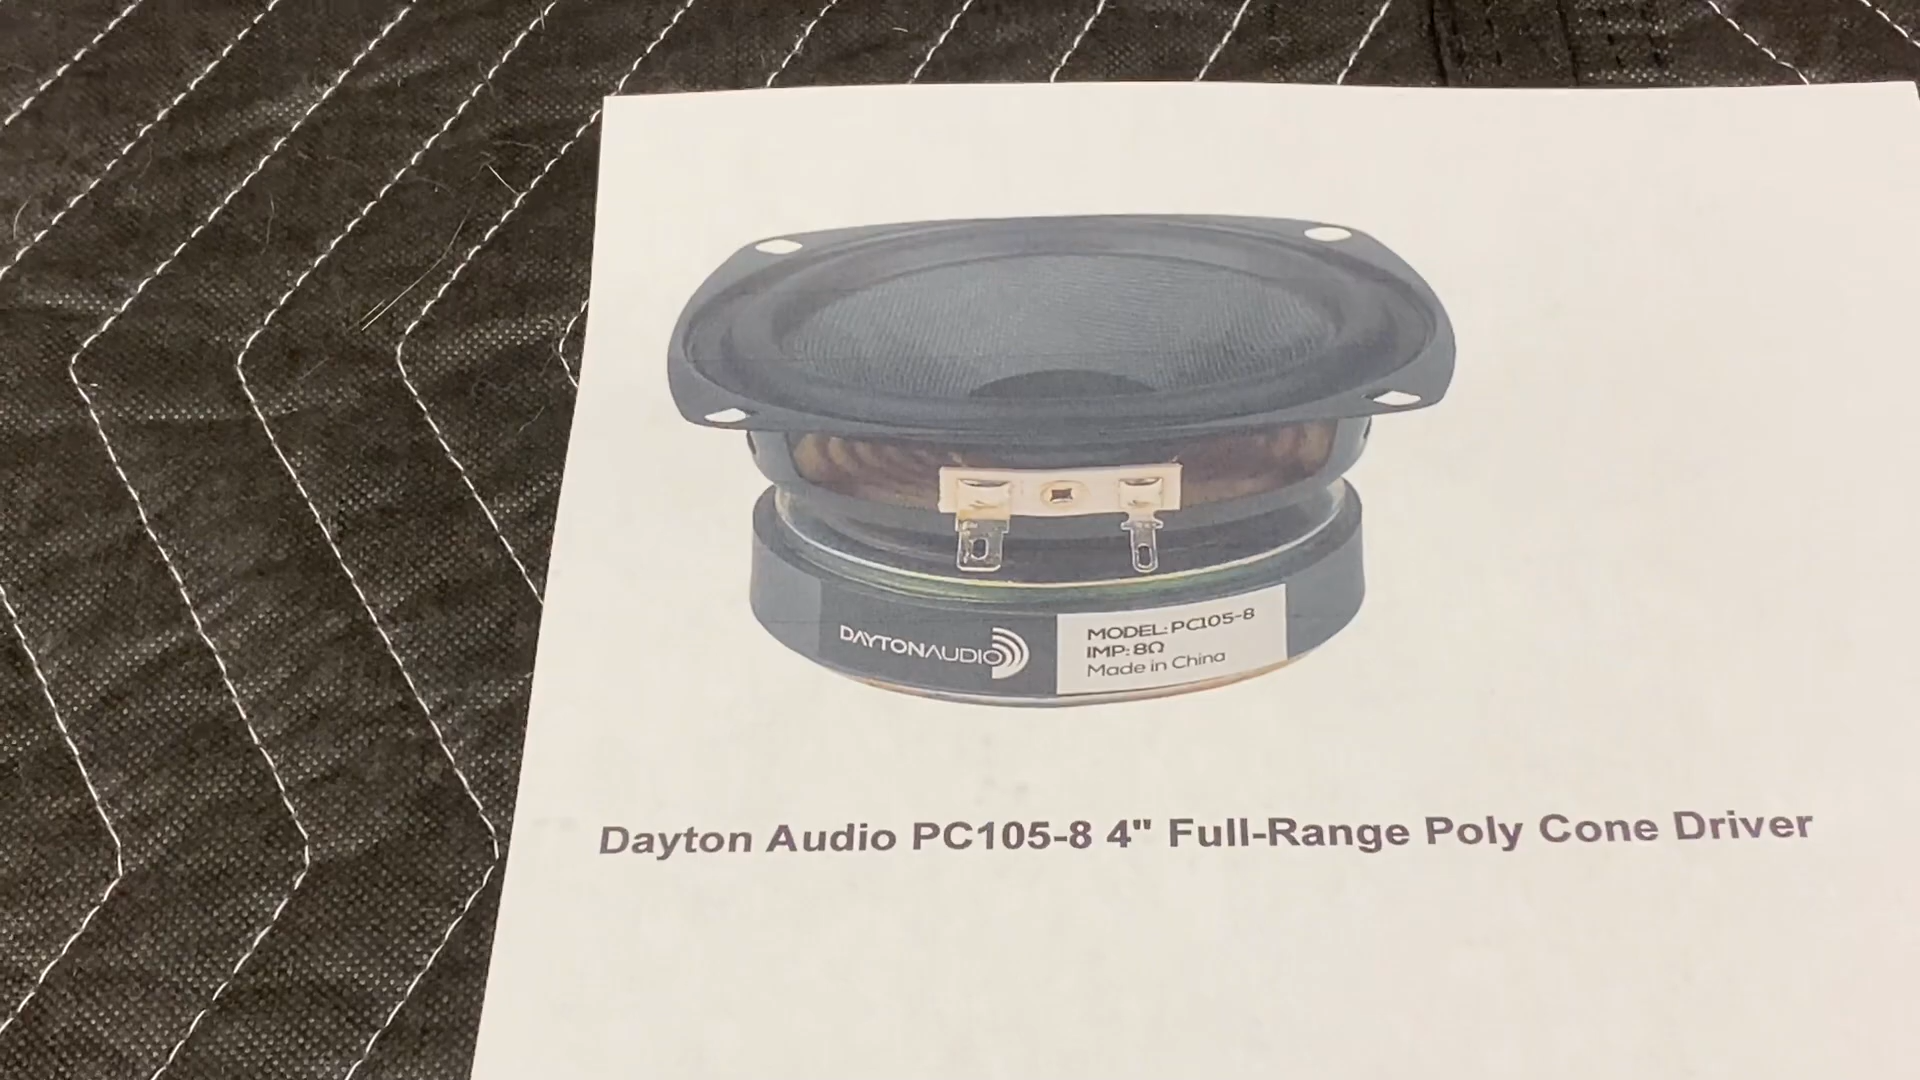 DAYTONAUDIO
MODEL: PC105-8
IMP: 8Ω
Made in China
Dayton Audio PC105-8 4" Full-Range Poly Cone Driver